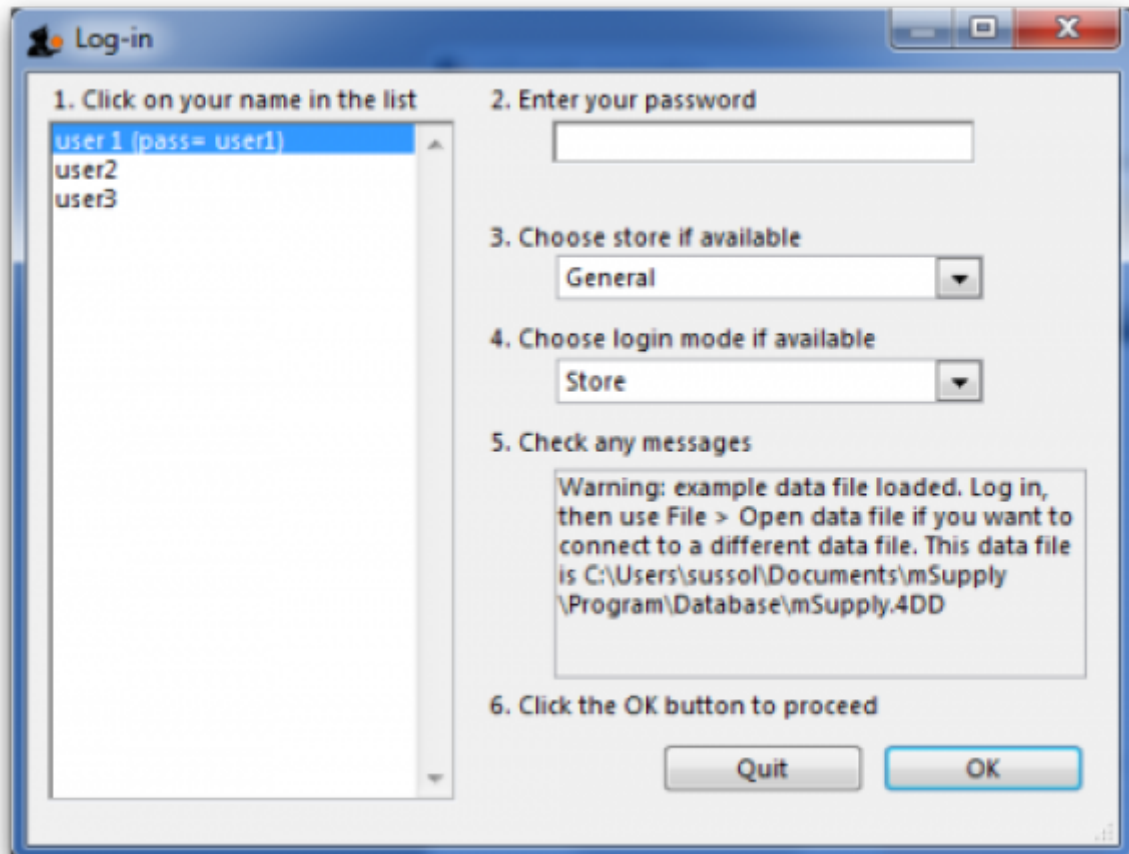 Log-in
1. Click on your name in the list
user 1 (pass= user1)
user2
user3
2. Enter your password
3. Choose store if available
General
4. Choose login mode if available
Store
5. Check any messages
Warning: example data file loaded. Log in,
then use File > Open data file if you want to
connect to a different data file. This data file
is C:\Users\sussol\Documents\mSupply
\Program\Database\mSupply.4DD
6. Click the OK button to proceed
Quit
OK